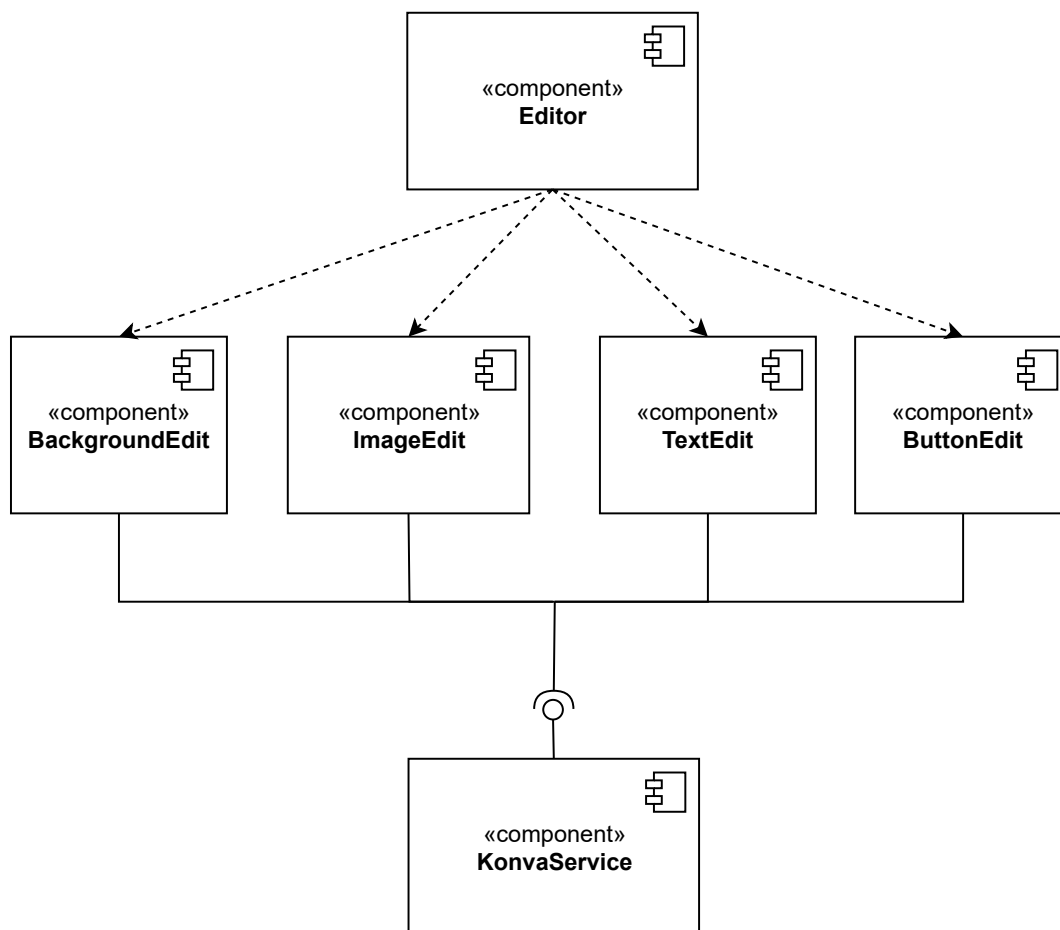 «component»
Editor
«component»
BackgroundEdit
«component»
ImageEdit
«component»
TextEdit
«component»
ButtonEdit
«component»
KonvaService